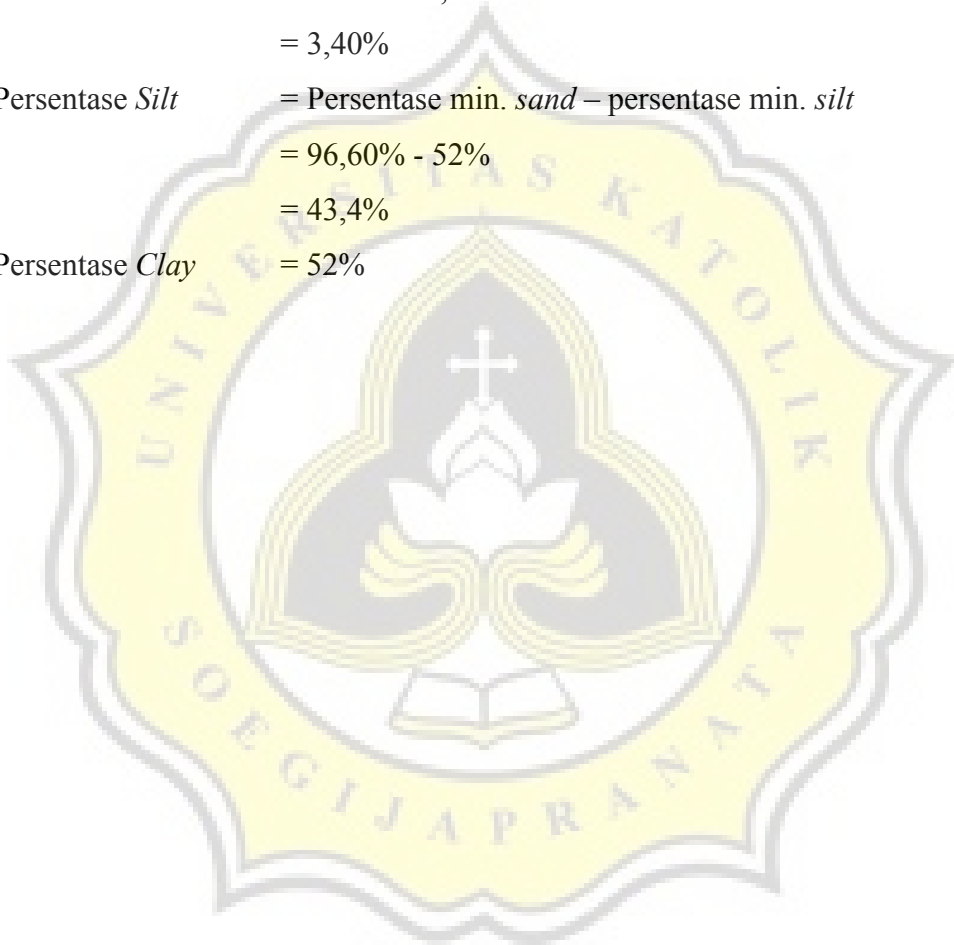 = 3,40%
Persentase Silt = Persentase min. sand – persentase min. silt
= 96,60% - 52%
= 43,4%
Persentase Clay = 52%
UNIVERSITAS KATOLIK
SOEGIJAPRANATA